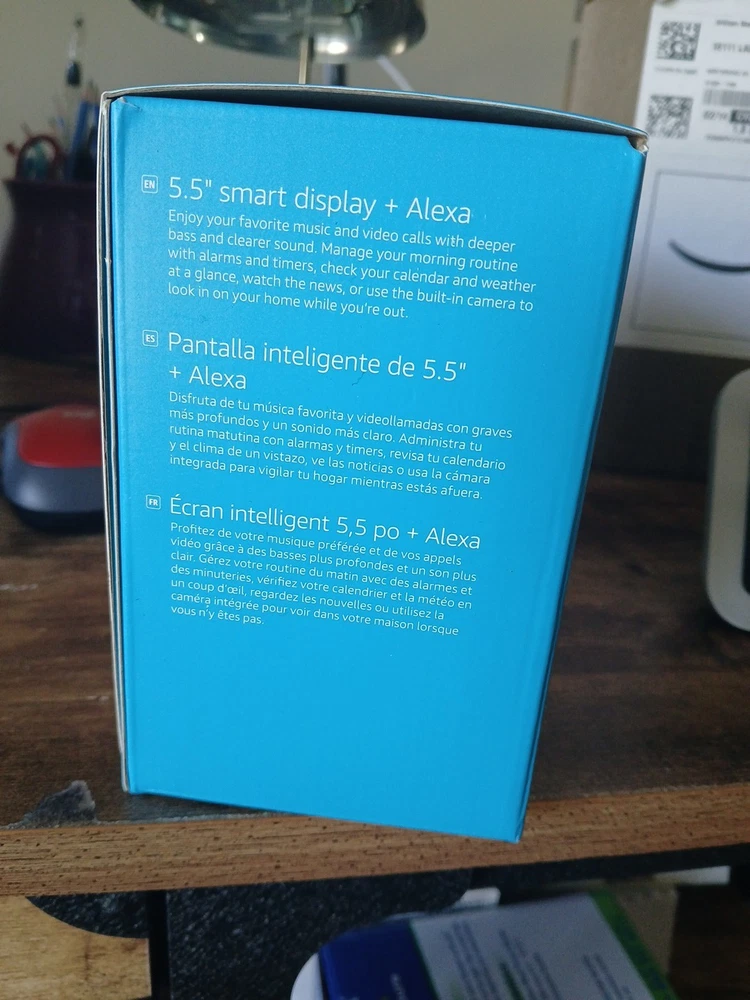 EN 5.5" smart display + Alexa
Enjoy your favorite music and video calls with deeper
bass and clearer sound. Manage your morning routine
with alarms and timers, check your calendar and weather
at a glance, watch the news, or use the built-in camera to
look in on your home while you're out.
ES Pantalla inteligente de 5.5"
+ Alexa
Disfruta de tu música favorita y videollamadas con graves
más profundos y un sonido más claro. Administra tu
rutina matutina con alarmas y timers, revisa tu calendario
y el clima de un vistazo, ve las noticias o usa la cámara
integrada para vigilar tu hogar mientras estás afuera.
FR Écran intelligent 5,5 po + Alexa
Profitez de votre musique préférée et de vos appels
vidéo grâce à des basses plus profondes et un son plus
clair. Gérez votre routine du matin avec des alarmes et
des minuteries, vérifiez votre calendrier et la météo en
un coup d'œil, regardez les nouvelles ou utilisez la
caméra intégrée pour voir dans votre maison lorsque
vous n'y êtes pas.